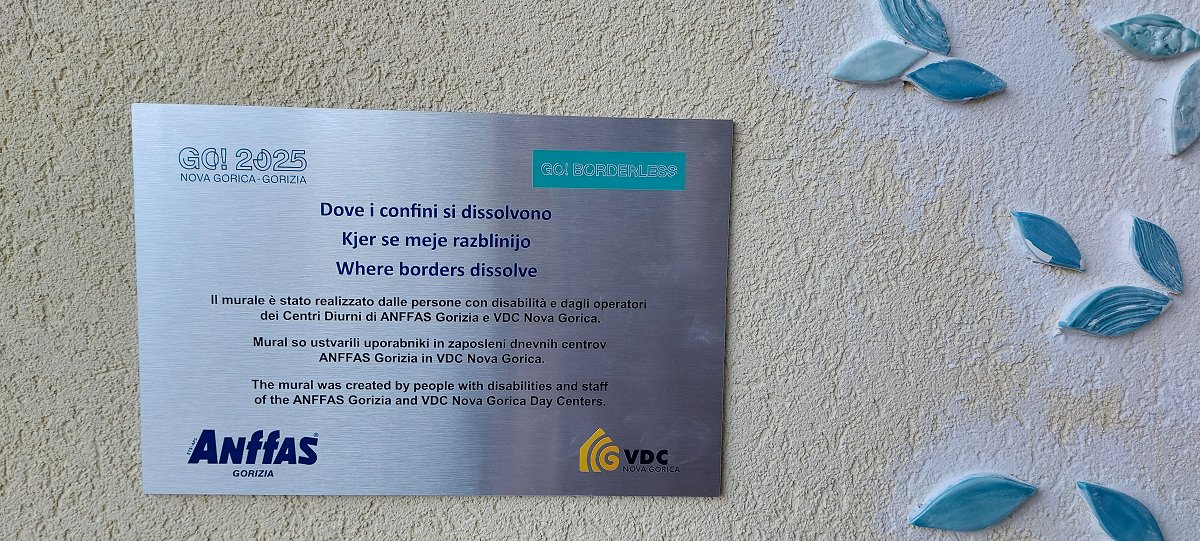 GO! 2025
NOVA GORICA-GORIZIA
GO! BORDERLESS
Dove i confini si dissolvono
Kjer se meje razblinijo
Where borders dissolve
Il murale è stato realizzato dalle persone con disabilità e dagli operatori
dei Centri Diurni di ANFFAS Gorizia e VDC Nova Gorica.
Mural so ustvarili uporabniki in zaposleni dnevnih centrov
ANFFAS Gorizia in VDC Nova Gorica.
The mural was created by people with disabilities and staff
of the ANFFAS Gorizia and VDC Nova Gorica Day Centers.
ANffAS®
GORIZIA
VDC
NOVA GORICA